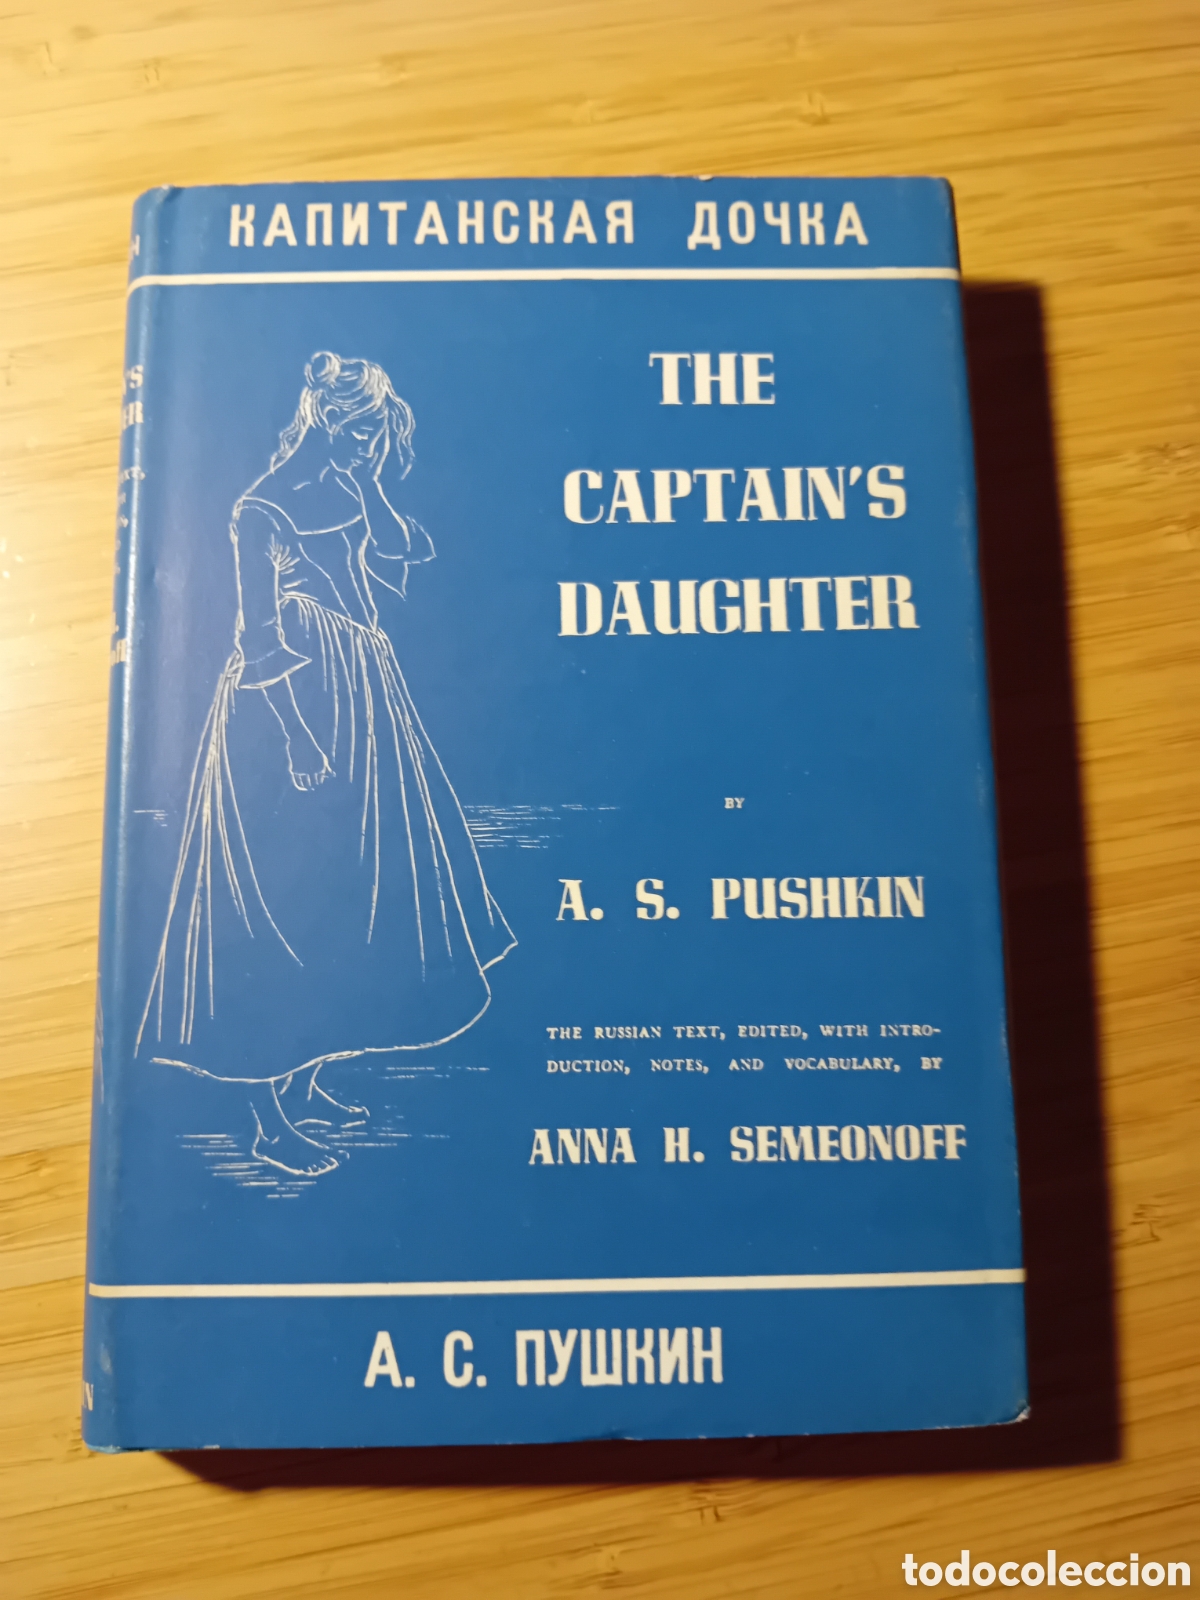 КАПИТАНСКАЯ ДОЧКА
THE
CAPTAIN'S
DAUGHTER
BY
A. S. PUSHKIN
THE RUSSIAN TEXT, EDITED, WITH INTRO-
DUCTION, NOTES, AND VOCABULARY, BY
ANNA H. SEMEONOFF
А. С. ПУШКИН
todocoleccion